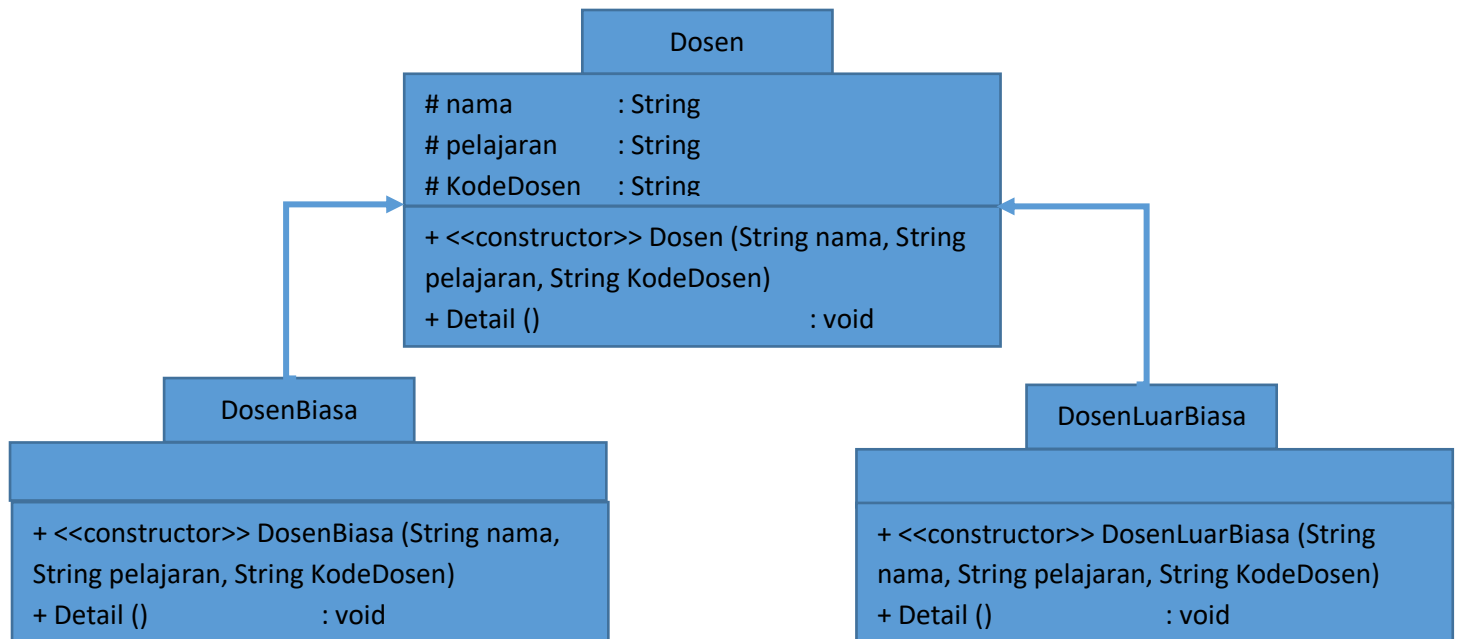 Dosen
# nama : String
# pelajaran : String
# KodeDosen : String
+ <<constructor>> Dosen (String nama, String
pelajaran, String KodeDosen)
+ Detail () : void
DosenBiasa
+ <<constructor>> DosenBiasa (String nama,
String pelajaran, String KodeDosen)
+ Detail () : void
DosenLuarBiasa
+ <<constructor>> DosenLuarBiasa (String
nama, String pelajaran, String KodeDosen)
+ Detail () : void